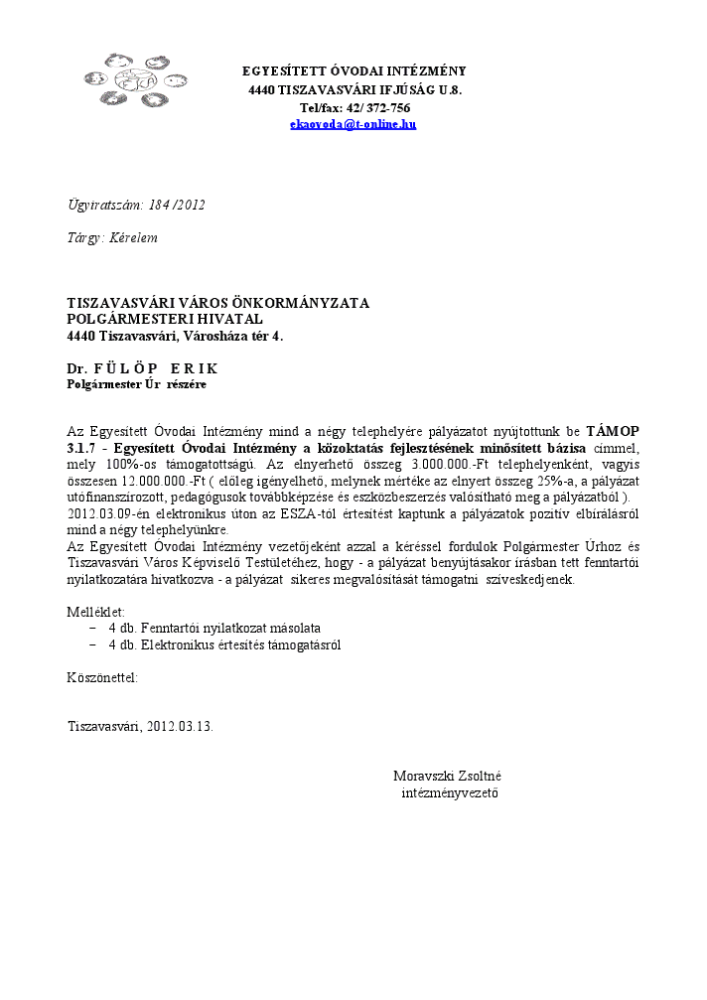 EGYESÍTETT ÓVODAI INTÉZMÉNY
4440 TISZAVASVÁRI IFJÚSÁG U.8.
Tel/fax: 42/ 372-756
ekaovoda@t-online.hu
Ügyiratszám: 184 /2012
Tárgy: Kérelem
TISZAVASVÁRI VÁROS ÖNKORMÁNYZATA
POLGÁRMESTERI HIVATAL
4440 Tiszavasvári, Városháza tér 4.
Dr. F Ü L Ö P E R I K
Polgármester Úr részére
Az Egyesített Óvodai Intézmény mind a négy telephelyére pályázatot nyújtottunk be TÁMOP
3.1.7 - Egyesített Óvodai Intézmény a közoktatás fejlesztésének minősített bázisa címmel,
mely 100%-os támogatottságú. Az elnyerhető összeg 3.000.000.-Ft telephelyenként, vagyis
összesen 12.000.000.-Ft ( előleg igényelhető, melynek mértéke az elnyert összeg 25%-a, a pályázat
utófinanszírozott, pedagógusok továbbképzése és eszközbeszerzés valósítható meg a pályázatból ).
2012.03.09-én elektronikus úton az ESZA-tól értesítést kaptunk a pályázatok pozitív elbírálásról
mind a négy telephelyünkre.
Az Egyesített Óvodai Intézmény vezetőjeként azzal a kéréssel fordulok Polgármester Úrhoz és
Tiszavasvári Város Képviselő Testületéhez, hogy - a pályázat benyújtásakor írásban tett fenntartói
nyilatkozatára hivatkozva - a pályázat sikeres megvalósítását támogatni szíveskedjenek.
Melléklet:
– 4 db. Fenntartói nyilatkozat másolata
– 4 db. Elektronikus értesítés támogatásról
Köszönettel:
Tiszavasvári, 2012.03.13.
Moravszki Zsoltné
intézményvezető